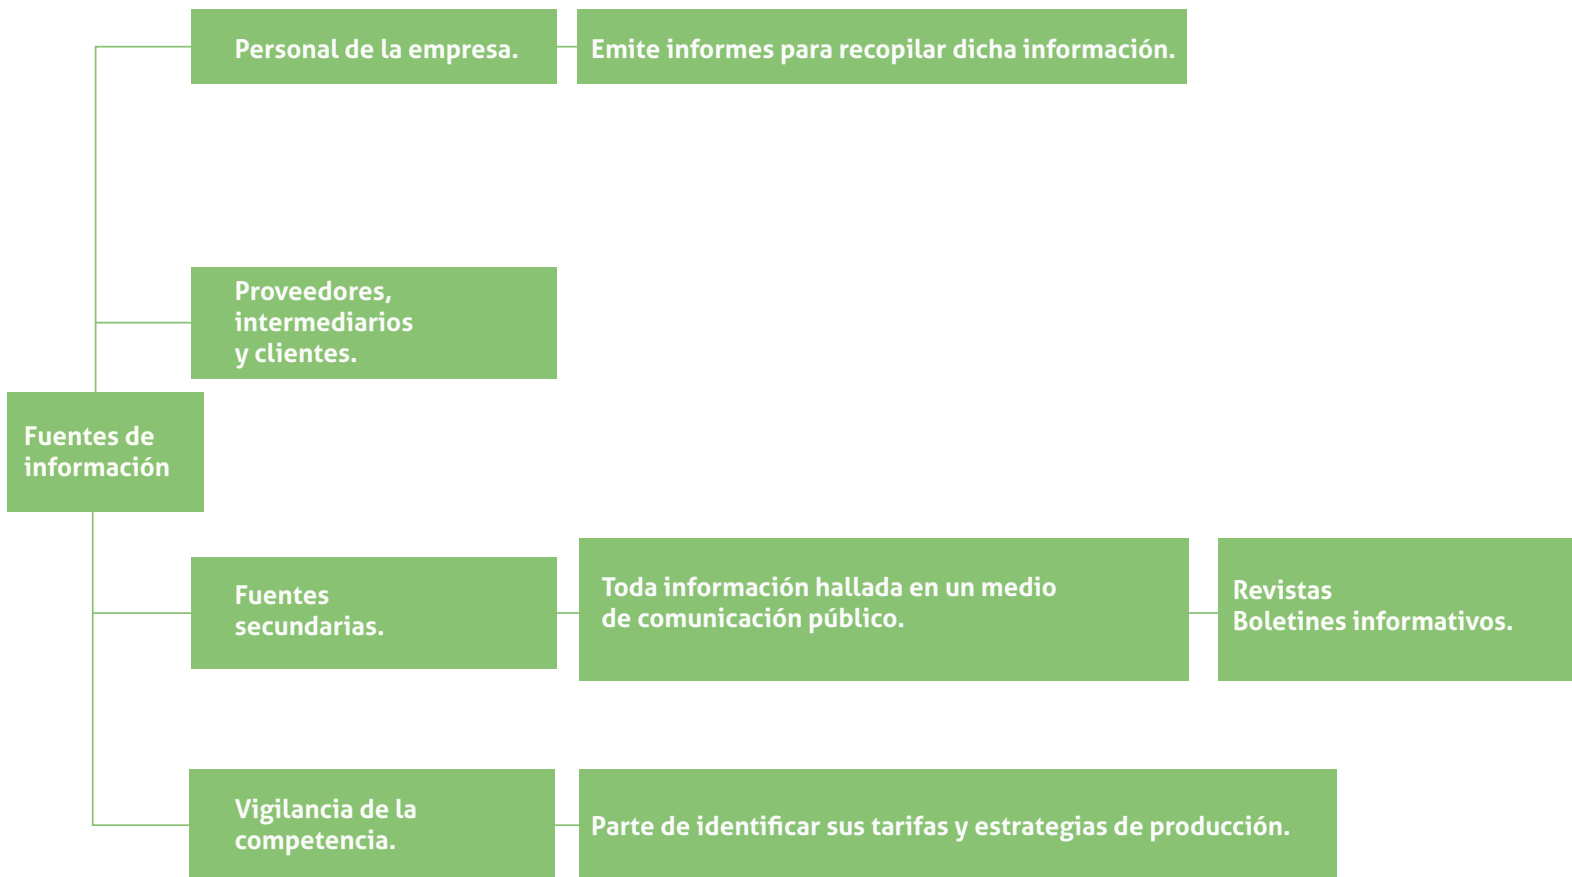 Personal de la empresa.
Emite informes para recopilar dicha información.
Proveedores,
intermediarios
y clientes.
Fuentes de
información
Fuentes
secundarias.
Toda información hallada en un medio
de comunicación público.
Revistas
Boletines informativos.
Vigilancia de la
competencia.
Parte de identificar sus tarifas y estrategias de producción.